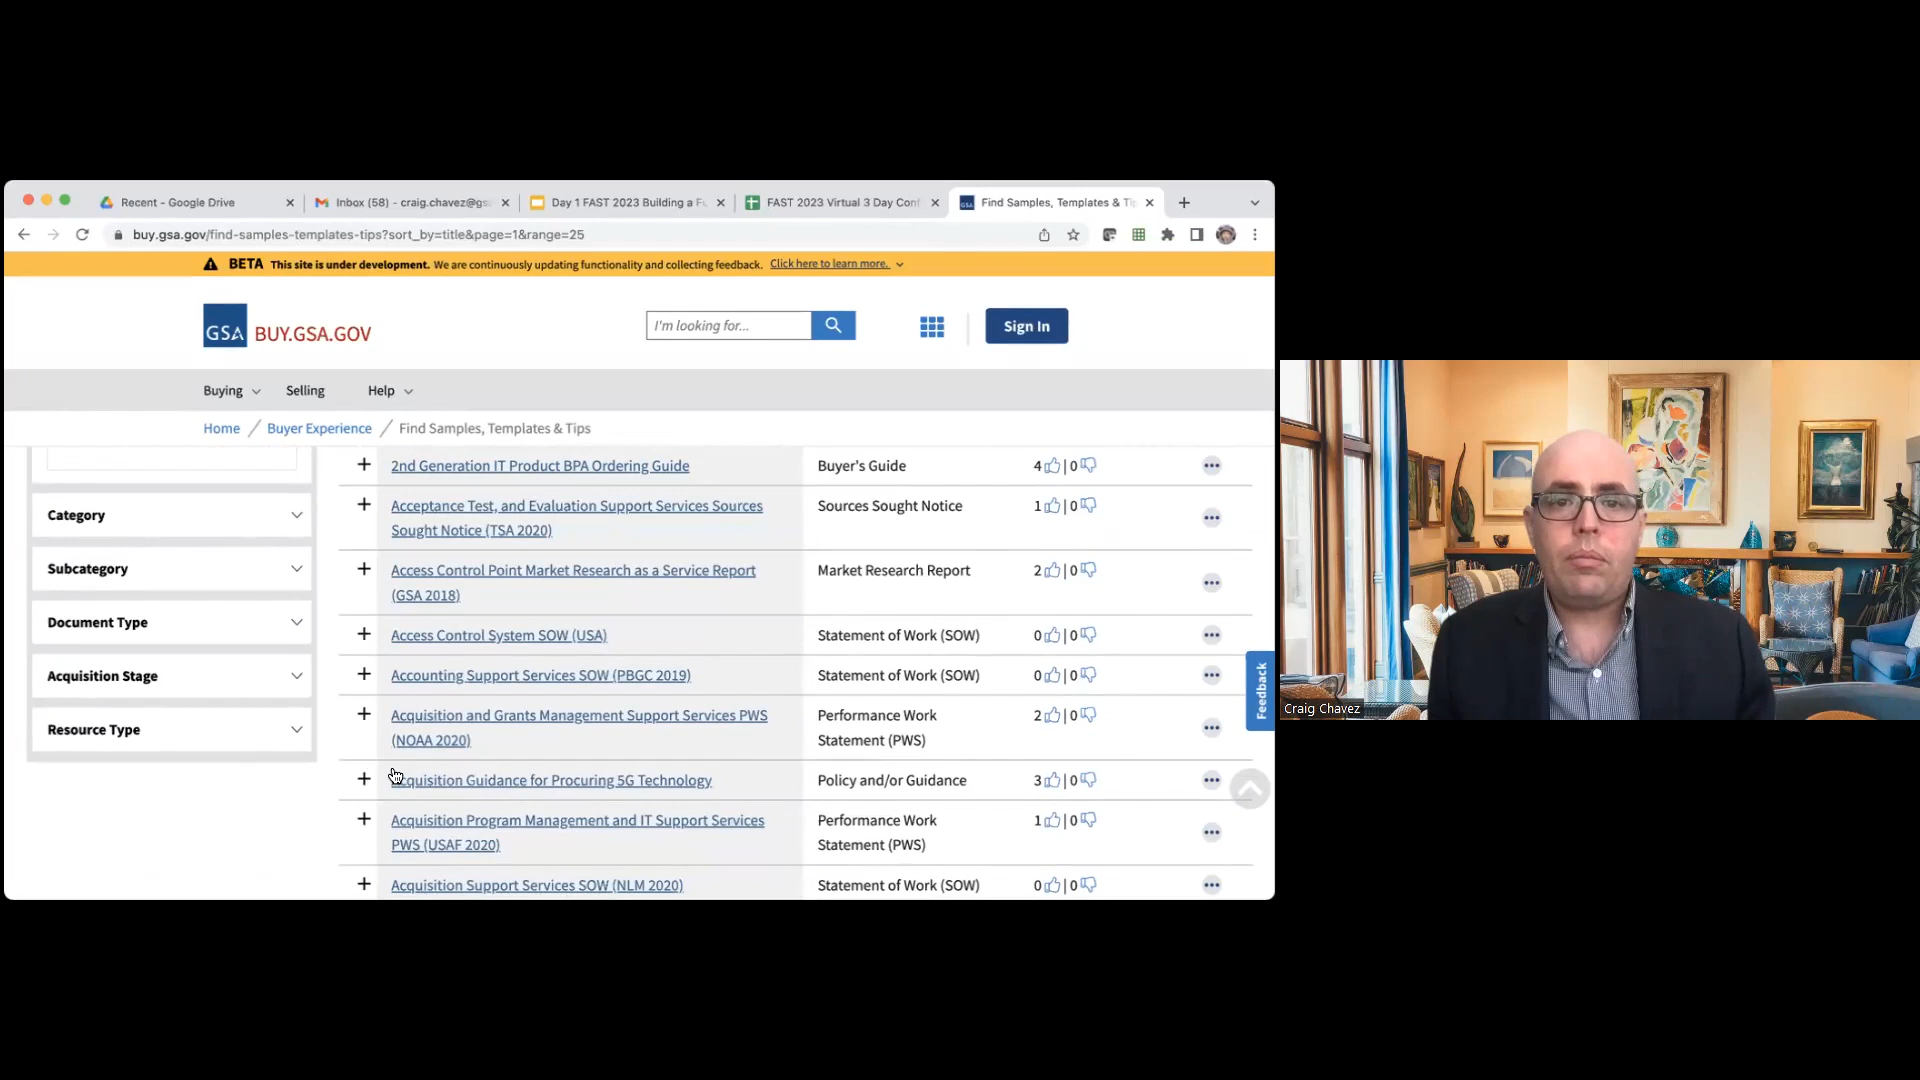 Recent - Google Drive
Inbox (58) - craig.chavez@gs
Day 1 FAST 2023 Building a Fu
FAST 2023 Virtual 3 Day Conf
Find Samples, Templates & Tip
buy.gsa.gov/find-samples-templates-tips?sort_by=title&page=1&range=25
BETA This site is under development. We are continuously updating functionality and collecting feedback. Click here to learn more.
GSA BUY.GSA.GOV
I'm looking for...
Sign In
Buying Selling Help
Home / Buyer Experience / Find Samples, Templates & Tips
Category
Subcategory
Document Type
Acquisition Stage
Resource Type
2nd Generation IT Product BPA Ordering Guide Buyer's Guide 4 | 0
Acceptance Test, and Evaluation Support Services Sources Sources Sought Notice 1 | 0
Sought Notice (TSA 2020)
Access Control Point Market Research as a Service Report Market Research Report 2 | 0
(GSA 2018)
Access Control System SOW (USA) Statement of Work (SOW) 0 | 0
Accounting Support Services SOW (PBGC 2019) Statement of Work (SOW) 0 | 0
Acquisition and Grants Management Support Services PWS Performance Work 2 | 0
(NOAA 2020) Statement (PWS)
Acquisition Guidance for Procuring 5G Technology Policy and/or Guidance 3 | 0
Acquisition Program Management and IT Support Services Performance Work 1 | 0
PWS (USAF 2020) Statement (PWS)
Acquisition Support Services SOW (NLM 2020) Statement of Work (SOW) 0 | 0
Feedback
Craig Chavez